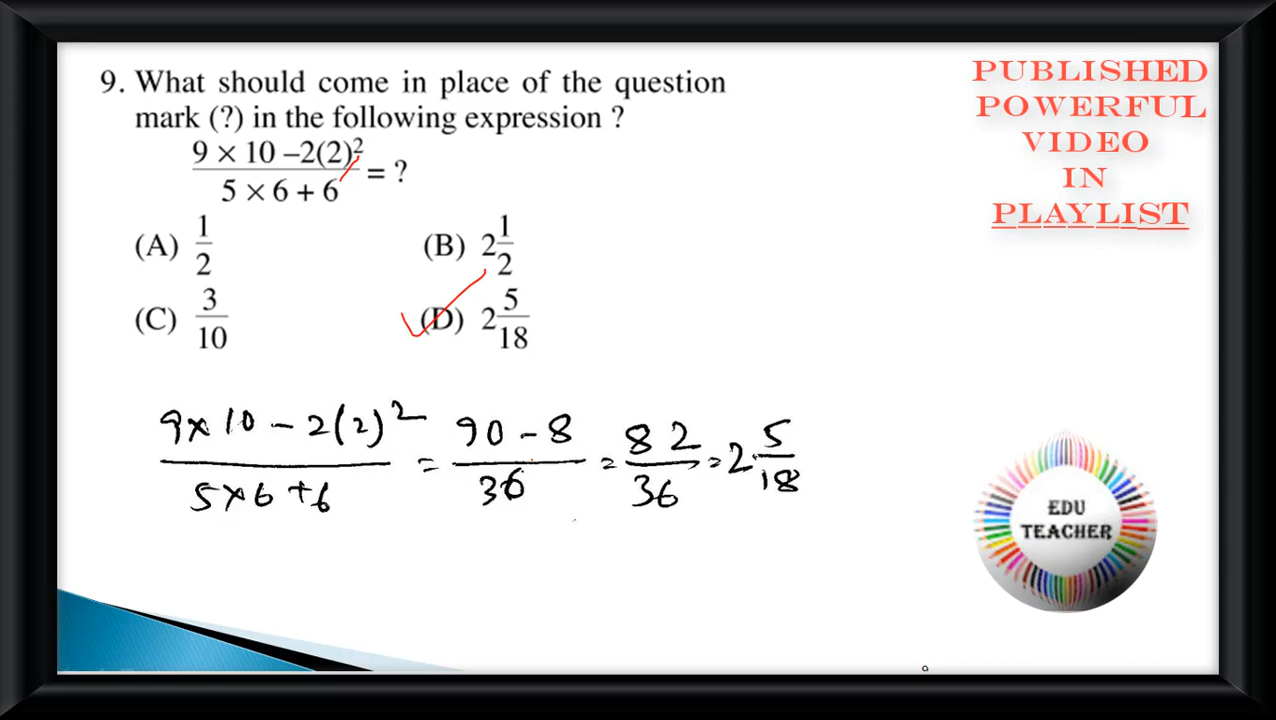 9. What should come in place of the question
mark (?) in the following expression ?
9 × 10 – 2(2)²
5 × 6 + 6
= ?
(A) 1/2
(B) 2 1/2
(C) 3/10
(D) 2 5/18
9 × 10 - 2(2)² / 5 × 6 + 6 = 90 - 8 / 36 = 82 / 36 = 2 5/18
PUBLISHED
POWERFUL
VIDEO
IN
PLAYLIST
EDU
TEACHER